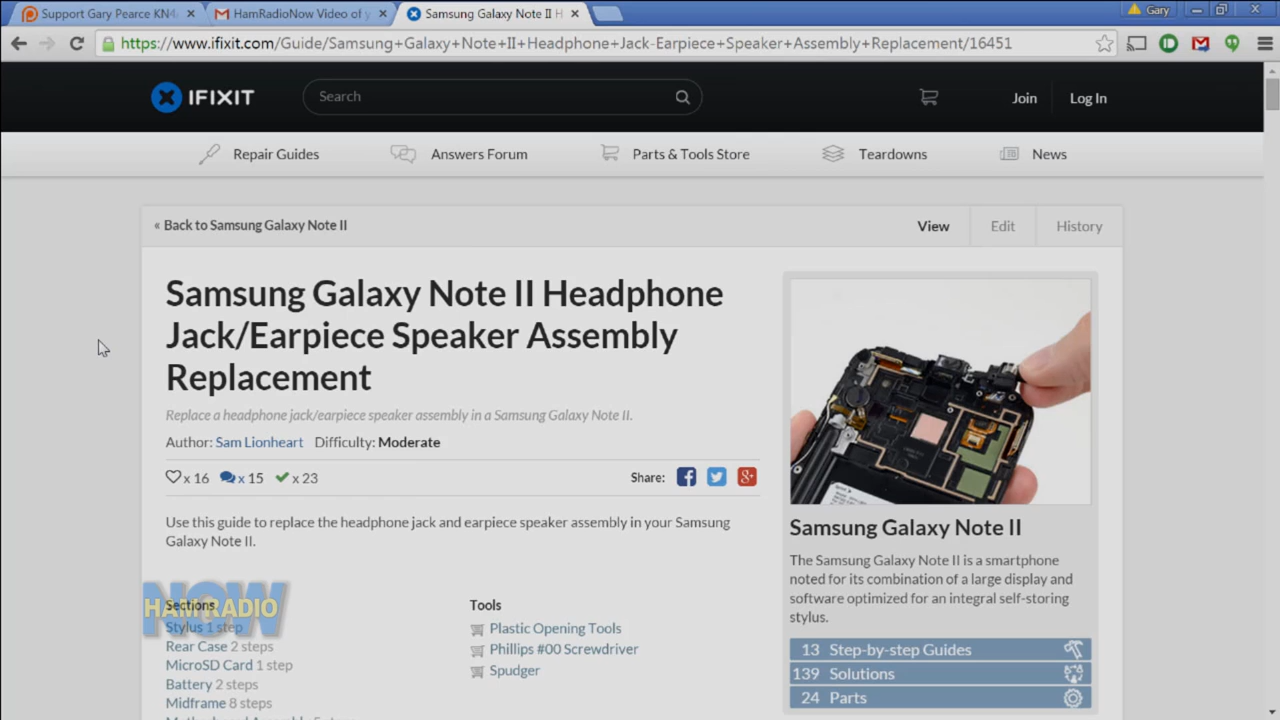 Support Gary Pearce KN4
HamRadioNow Video of y
Samsung Galaxy Note II H
Gary
https://www.ifixit.com/Guide/Samsung+Galaxy+Note+II+Headphone+Jack-Earpiece+Speaker+Assembly+Replacement/16451
IFIXIT
Search
Join
Log In
Repair Guides
Answers Forum
Parts & Tools Store
Teardowns
News
« Back to Samsung Galaxy Note II
View
Edit
History
Samsung Galaxy Note II Headphone
Jack/Earpiece Speaker Assembly
Replacement
Replace a headphone jack/earpiece speaker assembly in a Samsung Galaxy Note II.
Author: Sam Lionheart Difficulty: Moderate
x 16 x 15 x 23
Share:
Use this guide to replace the headphone jack and earpiece speaker assembly in your Samsung
Galaxy Note II.
Sections
Stylus 1 step
Rear Case 2 steps
MicroSD Card 1 step
Battery 2 steps
Midframe 8 steps
NOW
HAM RADIO
Tools
Plastic Opening Tools
Phillips #00 Screwdriver
Spudger
Samsung Galaxy Note II
The Samsung Galaxy Note II is a smartphone
noted for its combination of a large display and
software optimized for an integral self-storing
stylus.
13 Step-by-step Guides
139 Solutions
24 Parts